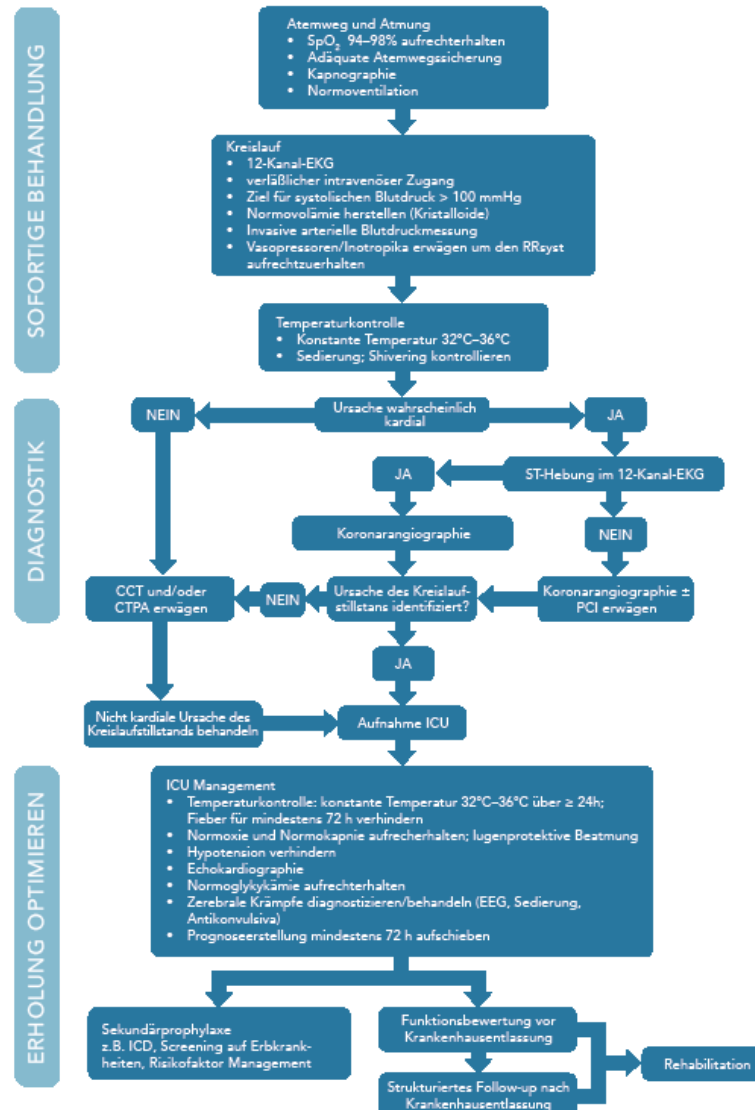 SOFORTIGE BEHANDLUNG
Atemweg und Atmung
• SpO₂ 94–98% aufrechterhalten
• Adäquate Atemwegssicherung
• Kapnographie
• Normoventilation
Kreislauf
• 12-Kanal-EKG
• verläßlicher intravenöser Zugang
• Ziel für systolischen Blutdruck > 100 mmHg
• Normovolämie herstellen (Kristalloide)
• Invasive arterielle Blutdruckmessung
• Vasopressoren/Inotropika erwägen um den RRsyst
aufrechtzuerhalten
Temperaturkontrolle
• Konstante Temperatur 32°C–36°C
• Sedierung; Shivering kontrollieren
DIAGNOSTIK
NEIN
Ursache wahrscheinlich
kardial
JA
JA
ST-Hebung im 12-Kanal-EKG
Koronarangiographie
NEIN
CCT und/oder
CTPA erwägen
NEIN
Ursache des Kreislauf-
stillstans identifiziert?
Koronarangiographie ±
PCI erwägen
JA
Nicht kardiale Ursache des
Kreislaufstillstands behandeln
Aufnahme ICU
ERHOLUNG OPTIMIEREN
ICU Management
• Temperaturkontrolle: konstante Temperatur 32°C–36°C über ≥ 24h;
Fieber für mindestens 72 h verhindern
• Normoxie und Normokapnie aufrecherhalten; lugenprotektive Beatmung
• Hypotension verhindern
• Echokardiographie
• Normoglykykämie aufrechterhalten
• Zerebrale Krämpfe diagnostizieren/behandeln (EEG, Sedierung,
Antikonvulsiva)
• Prognoseerstellung mindestens 72 h aufschieben
Sekundärprophylaxe
z.B. ICD, Screening auf Erbkrank-
heiten, Risikofaktor Management
Funktionsbewertung vor
Krankenhausentlassung
Rehabilitation
Strukturiertes Follow-up nach
Krankenhausentlassung